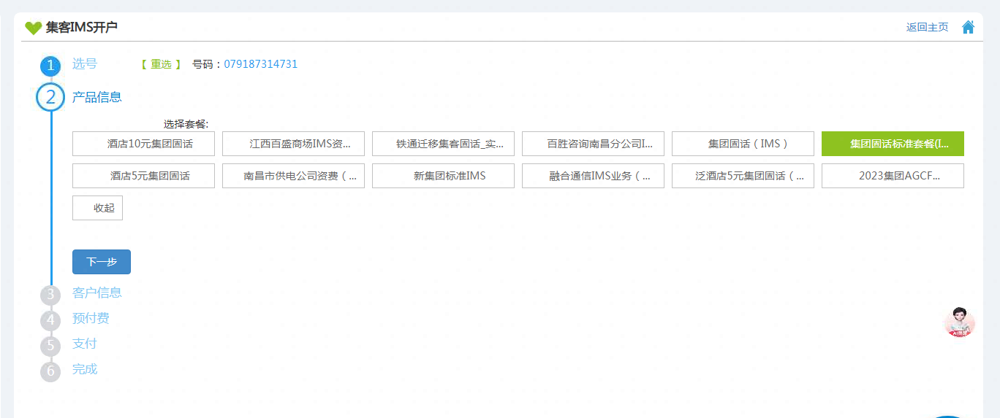 集客IMS开户
返回主页
1 选号 【 重选 】 号码：079187314731
2 产品信息
选择套餐:
酒店10元集团固话 江西百盛商场IMS资... 铁通迁移集客固话_实... 百胜咨询南昌分公司I... 集团固话（IMS） 集团固话标准套餐(I...
酒店5元集团固话 南昌市供电公司资费（... 新集团标准IMS 融合通信IMS业务（... 泛酒店5元集团固话（... 2023集团AGCF...
收起
下一步
3 客户信息
4 预付费
5 支付
6 完成